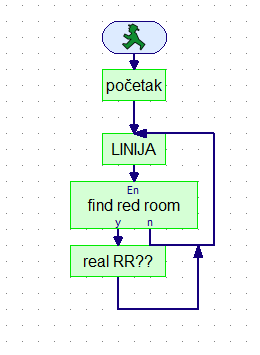 početak
LINIJA
En
find red room
y n
real RR??